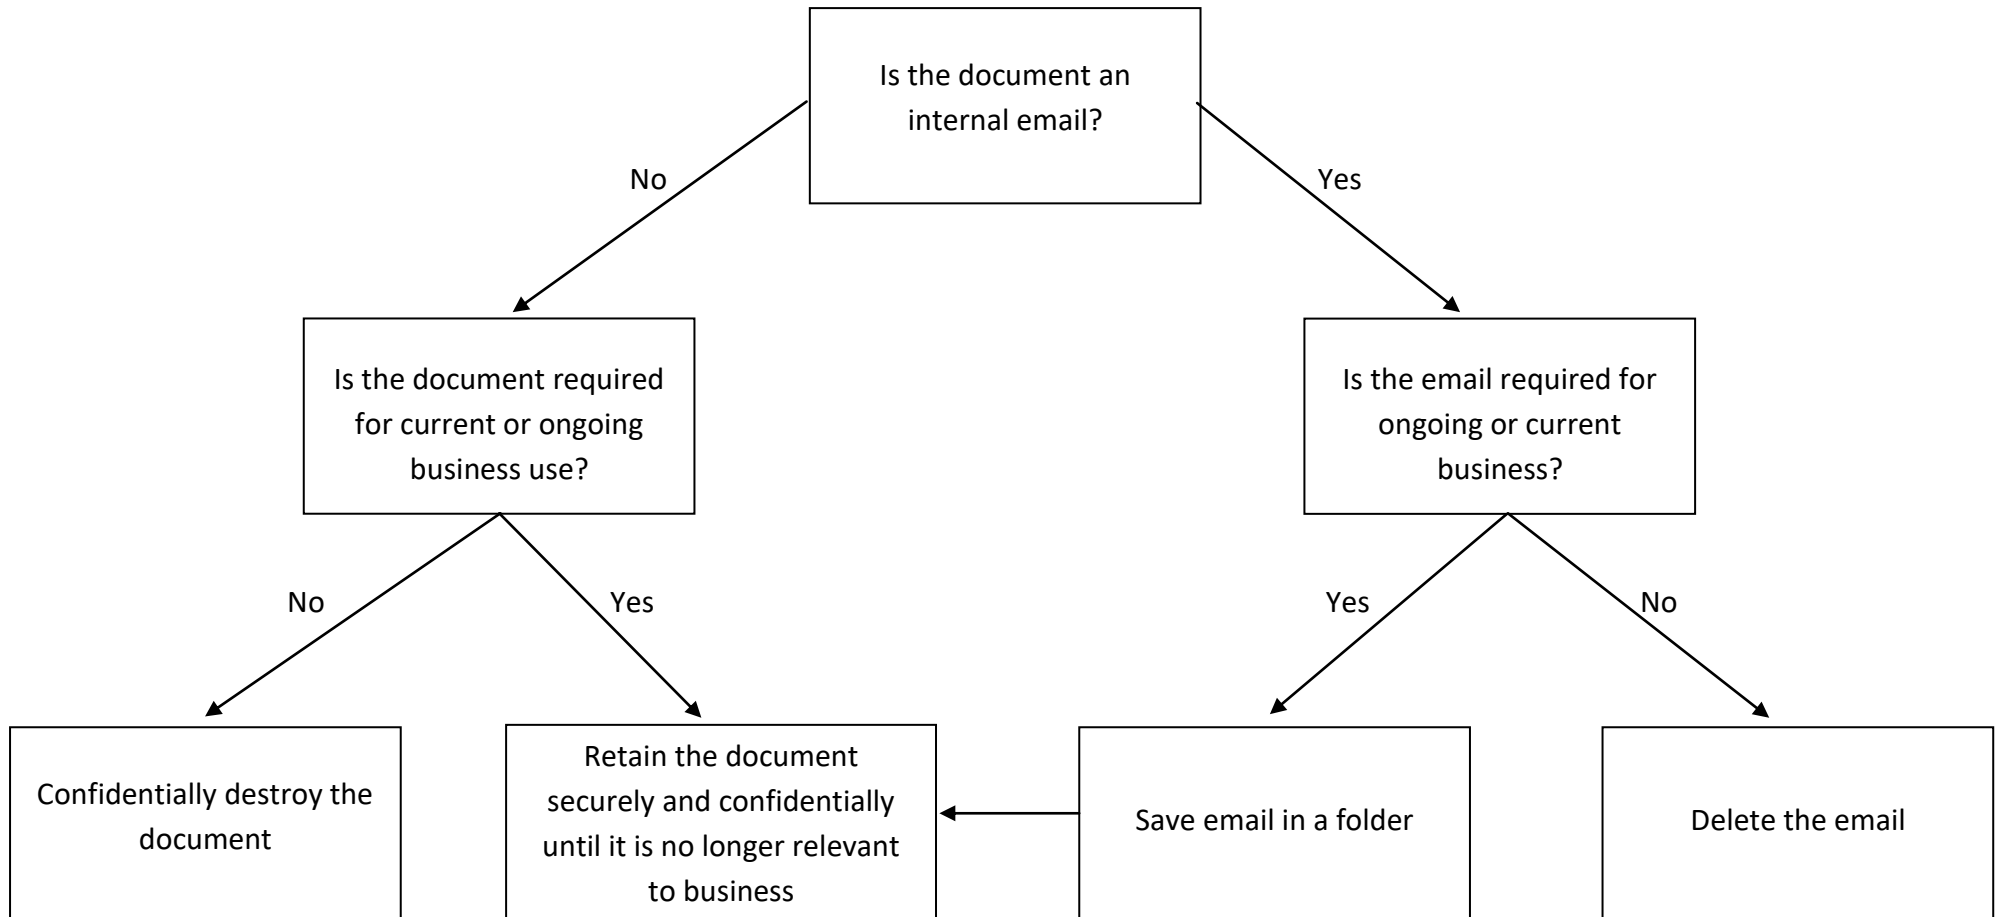 Is the document an
internal email?
No
Yes
Is the document required
for current or ongoing
business use?
Is the email required for
ongoing or current
business?
No
Yes
Yes
No
Confidentially destroy the
document
Retain the document
securely and confidentially
until it is no longer relevant
to business
Save email in a folder
Delete the email